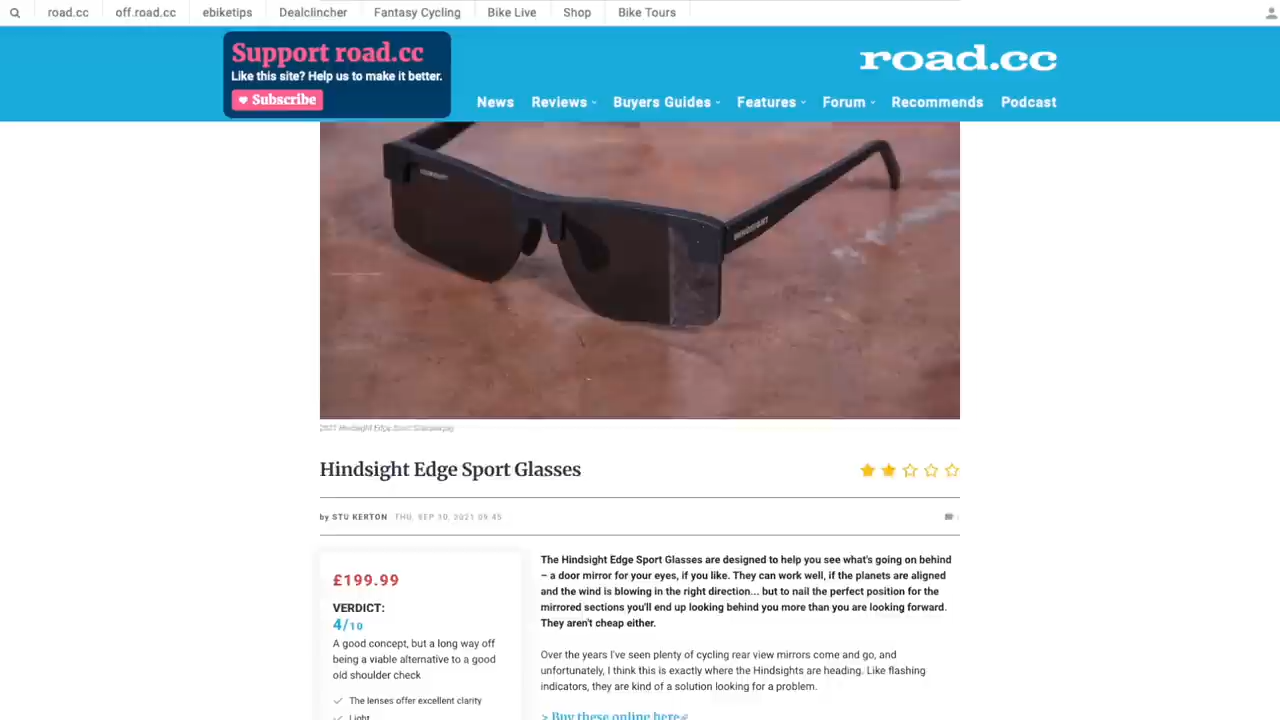 road.cc
off.road.cc
ebiketips
Dealclincher
Fantasy Cycling
Bike Live
Shop
Bike Tours
Support road.cc
Like this site? Help us to make it better.
❤ Subscribe
road.cc
News
Reviews
Buyers Guides
Features
Forum
Recommends
Podcast
HINDSIGHT
2021 Hindsight Edge Sport Glasses.jpg
Hindsight Edge Sport Glasses
by STU KERTON THU, SEP 30, 2021 09:45
£199.99
VERDICT:
4/10
A good concept, but a long way off
being a viable alternative to a good
old shoulder check
The lenses offer excellent clarity
Light
The Hindsight Edge Sport Glasses are designed to help you see what's going on behind
– a door mirror for your eyes, if you like. They can work well, if the planets are aligned
and the wind is blowing in the right direction... but to nail the perfect position for the
mirrored sections you'll end up looking behind you more than you are looking forward.
They aren't cheap either.
Over the years I've seen plenty of cycling rear view mirrors come and go, and
unfortunately, I think this is exactly where the Hindsights are heading. Like flashing
indicators, they are kind of a solution looking for a problem.
> Buy these online here